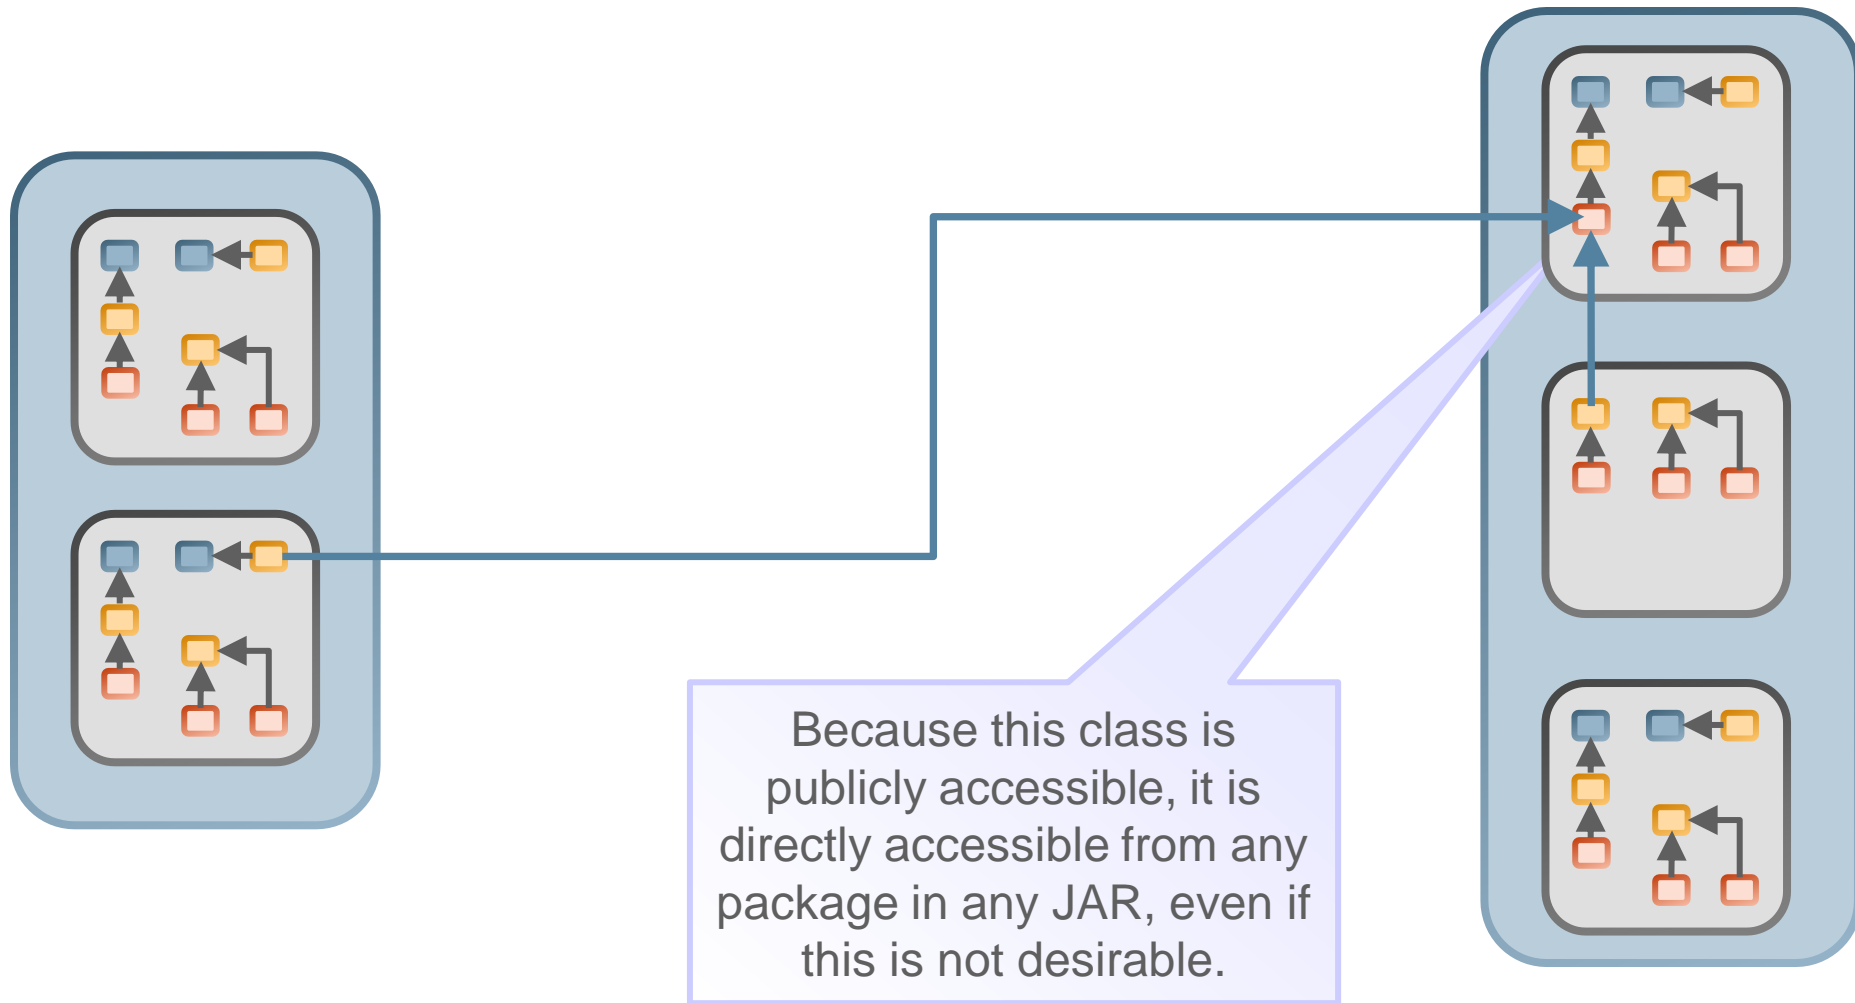 Because this class is
publicly accessible, it is
directly accessible from any
package in any JAR, even if
this is not desirable.